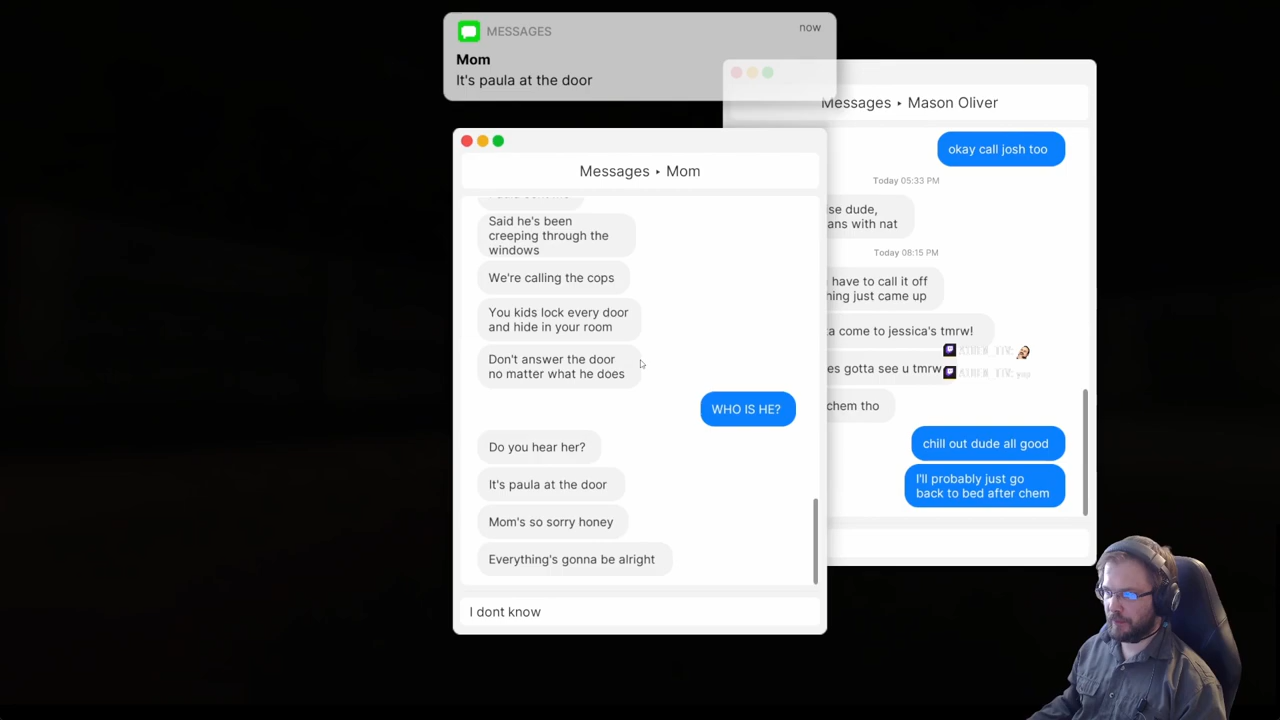 MESSAGES
now
Mom
It's paula at the door
Messages ‣ Mason Oliver
okay call josh too
Today 05:33 PM
se dude,
ans with nat
Today 08:15 PM
have to call it off
hing just came up
a come to jessica's tmrw!
es gotta see u tmrw
chem tho
chill out dude all good
I'll probably just go
back to bed after chem
Messages ‣ Mom
Said he's been
creeping through the
windows
We're calling the cops
You kids lock every door
and hide in your room
Don't answer the door
no matter what he does
WHO IS HE?
Do you hear her?
It's paula at the door
Mom's so sorry honey
Everything's gonna be alright
I dont know